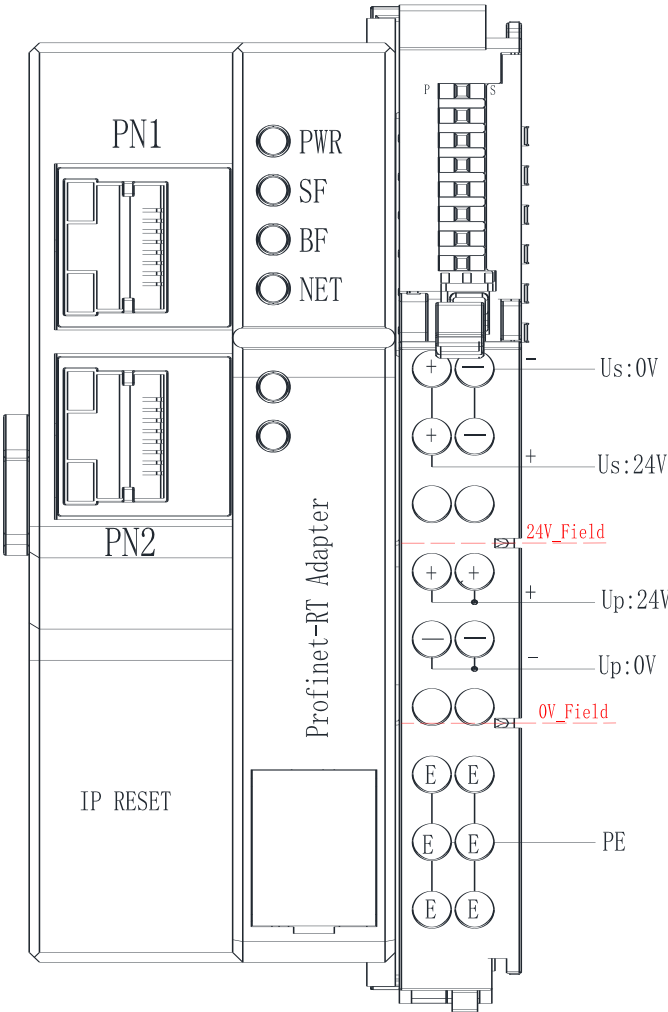 P S
PN1
PWR
SF
BF
NET
+ −
− Us:0V
+ −
+ Us:24V
24V_Field
+ +
+ Up:24V
− −
− Up:0V
PN2
Profinet-RT Adapter
0V_Field
E E
IP RESET
E E PE
E E